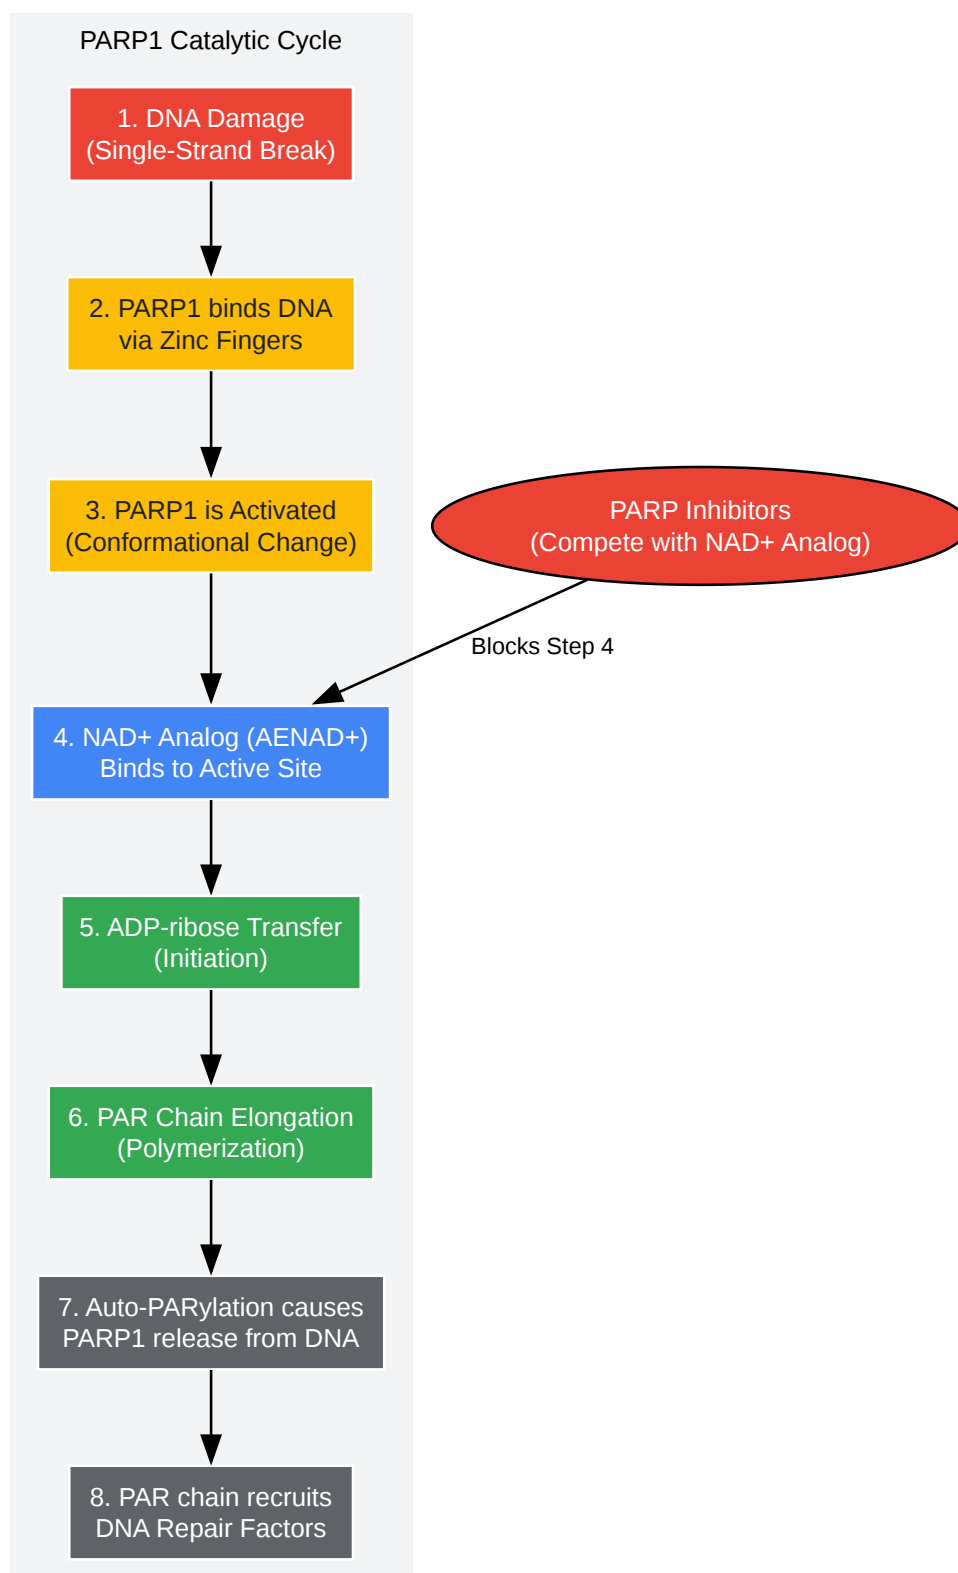 PARP1 Catalytic Cycle
1. DNA Damage
(Single-Strand Break)
2. PARP1 binds DNA
via Zinc Fingers
3. PARP1 is Activated
(Conformational Change)
PARP Inhibitors
(Compete with NAD+ Analog)
Blocks Step 4
4. NAD+ Analog (AENAD+)
Binds to Active Site
5. ADP-ribose Transfer
(Initiation)
6. PAR Chain Elongation
(Polymerization)
7. Auto-PARylation causes
PARP1 release from DNA
8. PAR chain recruits
DNA Repair Factors